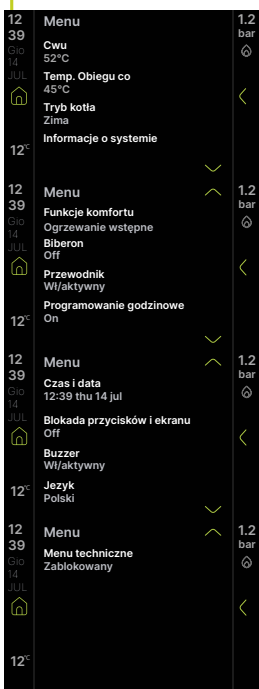 12
39
Gio
14
JUL
12°C
Menu
Cwu
52°C
Temp. Obiegu co
45°C
Tryb kotła
Zima
Informacje o systemie
1.2
bar
12
39
Gio
14
JUL
12°C
Menu
Funkcje komfortu
Ogrzewanie wstępne
Biberon
Off
Przewodnik
Wł/aktywny
Programowanie godzinowe
On
1.2
bar
12
39
Gio
14
JUL
12°C
Menu
Czas i data
12:39 thu 14 jul
Blokada przycisków i ekranu
Off
Buzzer
Wł/aktywny
Jezyk
Polski
1.2
bar
12
39
Gio
14
JUL
12°C
Menu
Menu techniczne
Zablokowany
1.2
bar